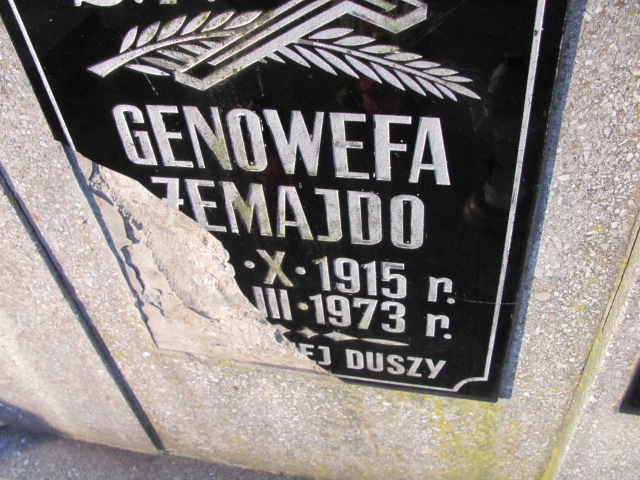 GENOWEFA
ŻEMAJDO
X · 1915 r.
III · 1973 r.
DUSZY